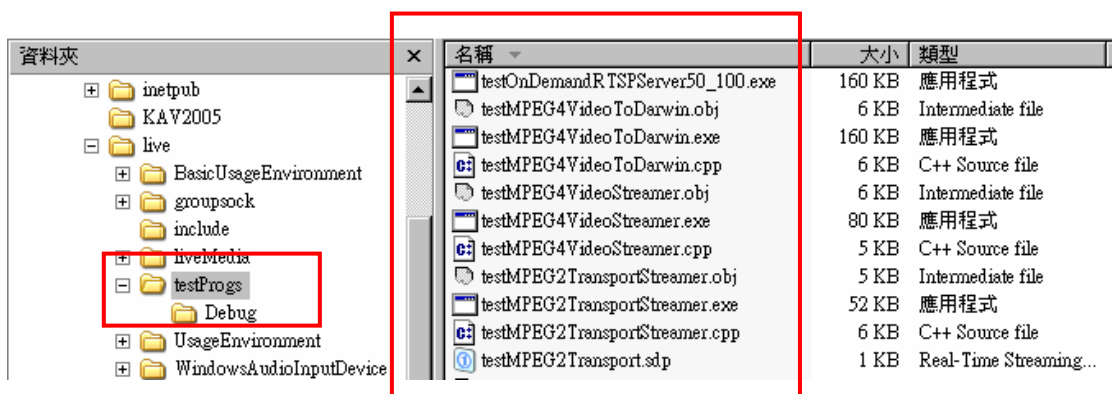 資料夾
inetpub
KAV2005
live
BasicUsageEnvironment
groupsock
include
liveMedia
testProgs
Debug
UsageEnvironment
WindowsAudioInputDevice
名稱 大小 類型
testOnDemandRTSPServer50_100.exe 160 KB 應用程式
testMPEG4VideoToDarwin.obj 6 KB Intermediate file
testMPEG4VideoToDarwin.exe 160 KB 應用程式
testMPEG4VideoToDarwin.cpp 6 KB C++ Source file
testMPEG4VideoStreamer.obj 6 KB Intermediate file
testMPEG4VideoStreamer.exe 80 KB 應用程式
testMPEG4VideoStreamer.cpp 5 KB C++ Source file
testMPEG2TransportStreamer.obj 5 KB Intermediate file
testMPEG2TransportStreamer.exe 52 KB 應用程式
testMPEG2TransportStreamer.cpp 6 KB C++ Source file
testMPEG2Transport.sdp 1 KB Real-Time Streaming...